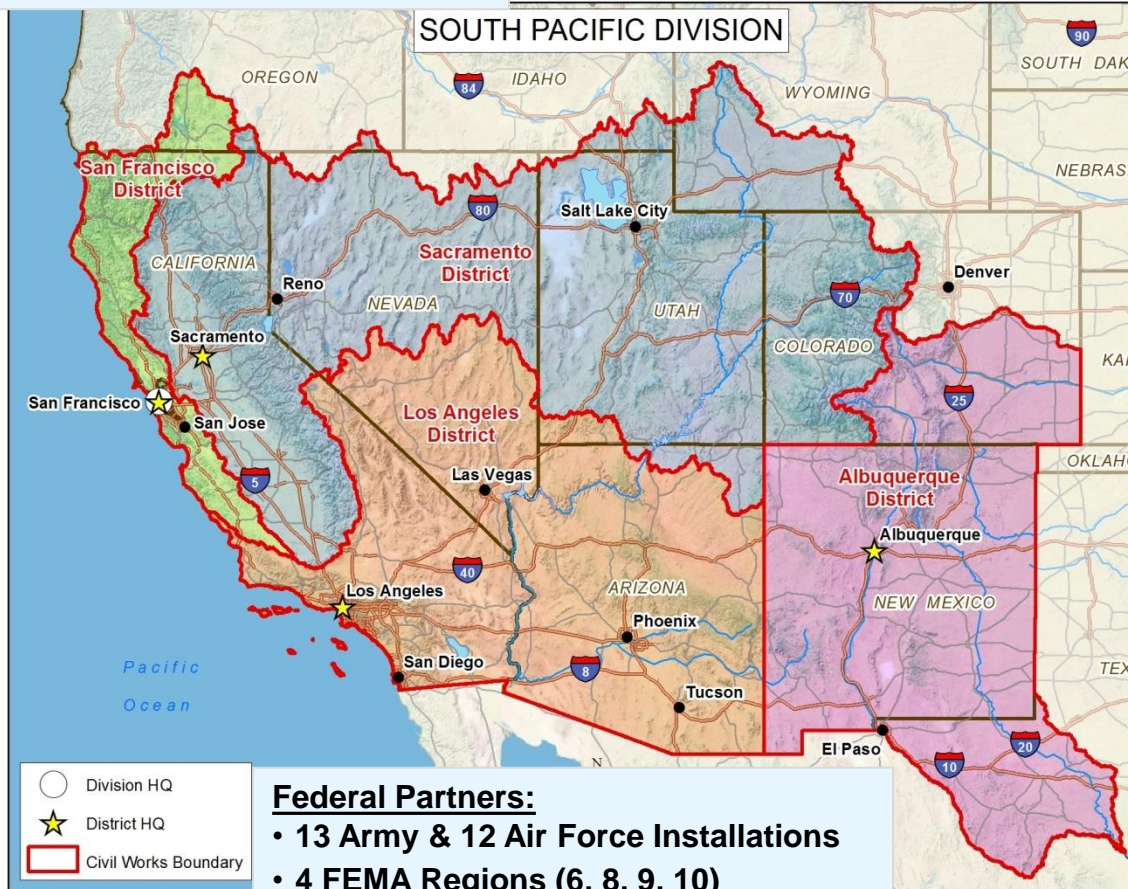 SOUTH PACIFIC DIVISION
90
OREGON
IDAHO
84
WYOMING
SOUTH DAK
San Francisco
District
NEBRAS
80
Salt Lake City
CALIFORNIA
Sacramento
District
Reno
NEVADA
UTAH
70
Denver
COLORADO
Sacramento
KA
25
San Francisco
San Jose
Los Angeles
District
5
Las Vegas
OKLAHO
Albuquerque
District
Albuquerque
40
ARIZONA
Los Angeles
NEW MEXICO
Phoenix
Pacific
Ocean
San Diego
8
TEX
Tucson
El Paso
20
10
N
Division HQ
District HQ
Civil Works Boundary
Federal Partners:
• 13 Army & 12 Air Force Installations
• 4 FEMA Regions (6, 8, 9, 10)